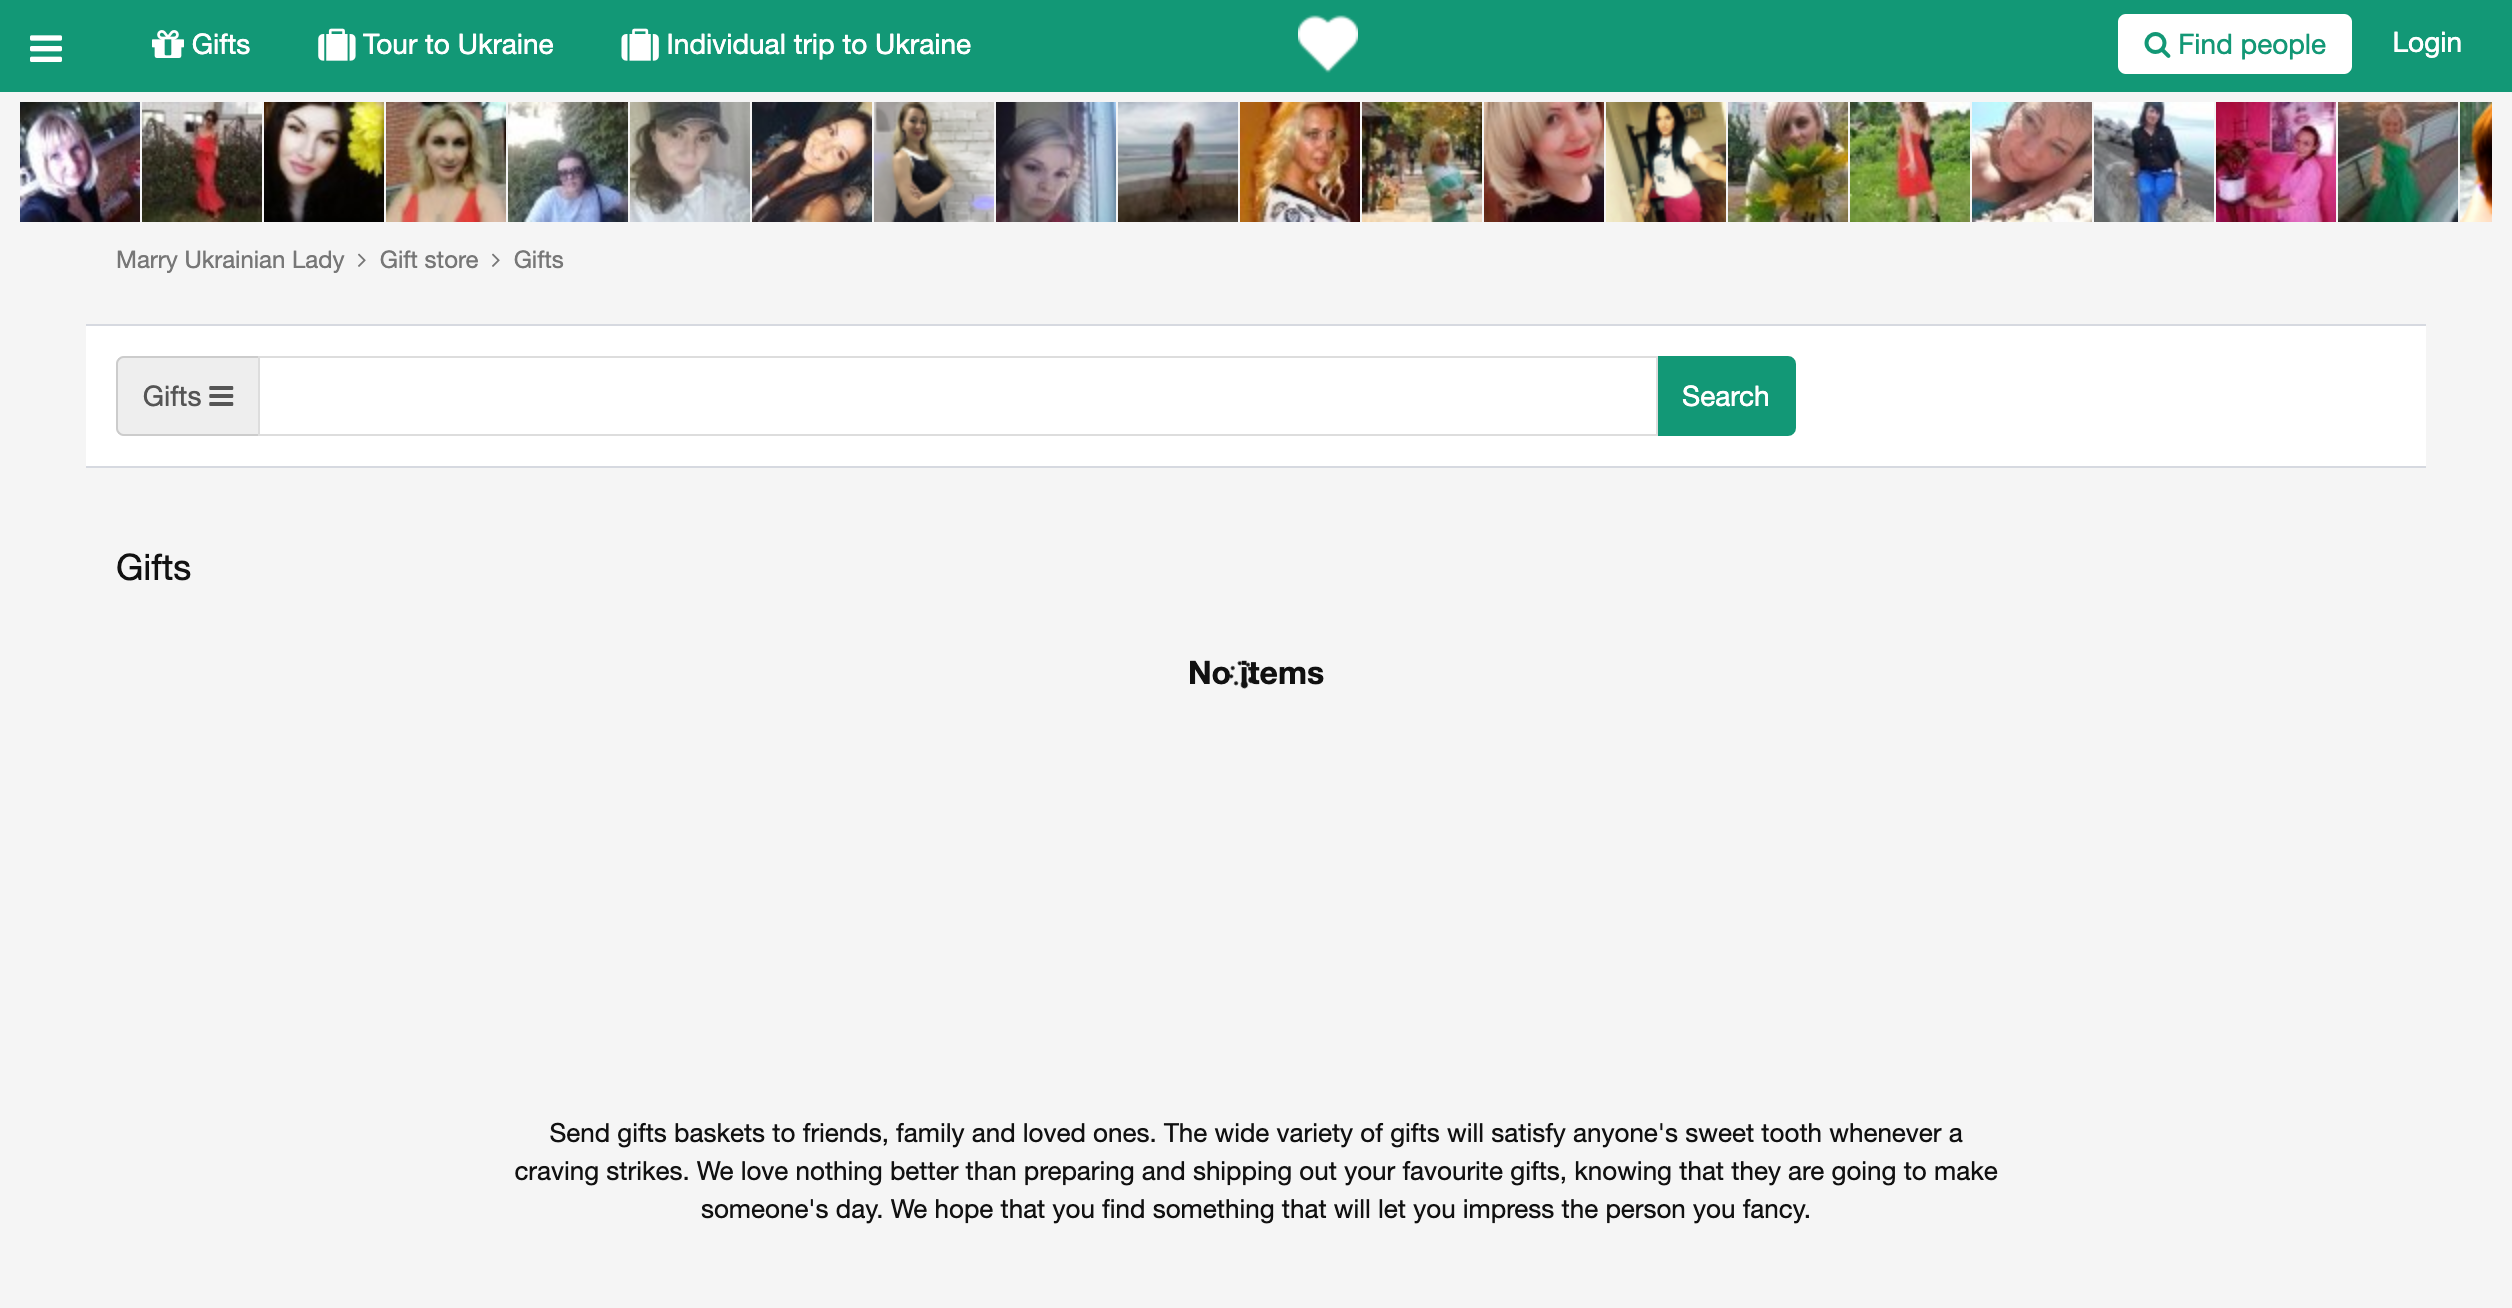 Gifts
Tour to Ukraine
Individual trip to Ukraine
Find people
Login
Marry Ukrainian Lady > Gift store > Gifts
Gifts
Search
Gifts
No items
Send gifts baskets to friends, family and loved ones. The wide variety of gifts will satisfy anyone's sweet tooth whenever a
craving strikes. We love nothing better than preparing and shipping out your favourite gifts, knowing that they are going to make
someone's day. We hope that you find something that will let you impress the person you fancy.